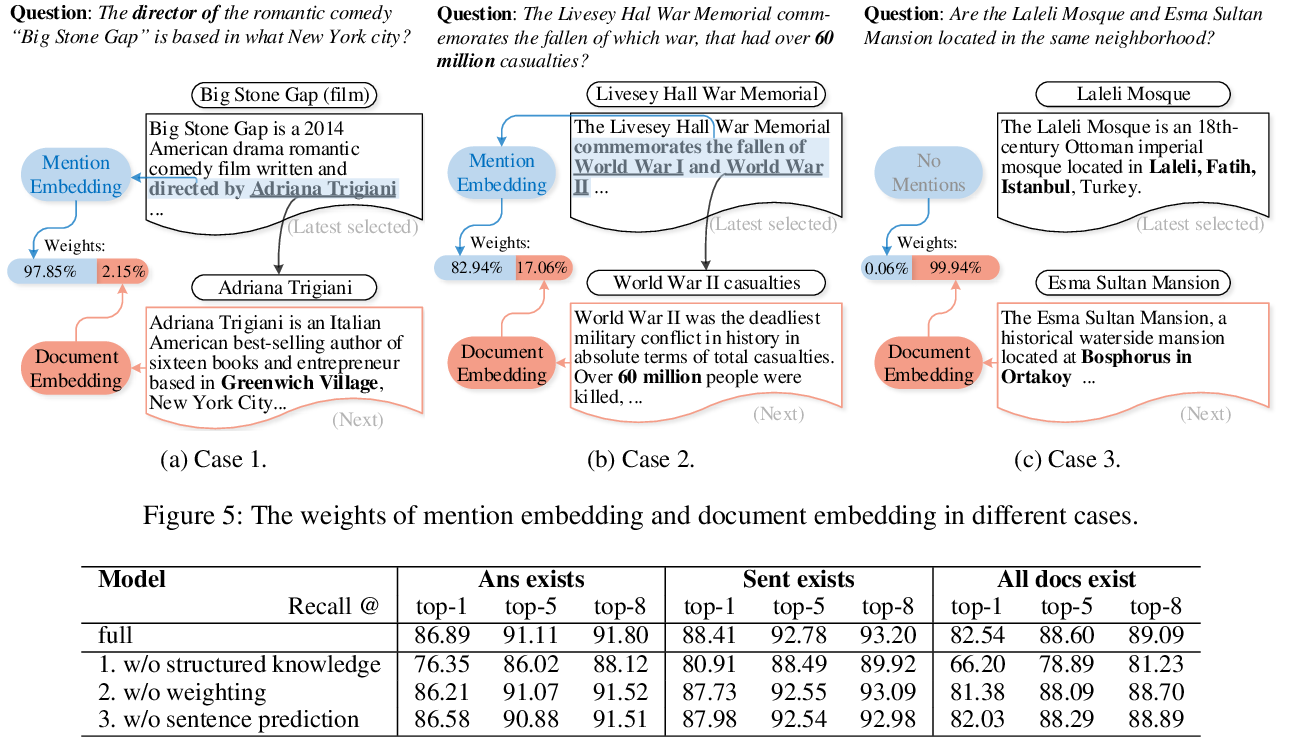 Question: The director of the romantic comedy
“Big Stone Gap” is based in what New York city?
Big Stone Gap (film)
Big Stone Gap is a 2014
American drama romantic
comedy film written and
directed by Adriana Trigiani
...
(Latest selected)
Mention
Embedding
Weights:
97.85% 2.15%
Adriana Trigiani
Document
Embedding
Adriana Trigiani is an Italian
American best-selling author of
sixteen books and entrepreneur
based in Greenwich Village,
New York City...
(Next)
(a) Case 1.
Question: The Livesey Hal War Memorial comm-
emorates the fallen of which war, that had over 60
million casualties?
Livesey Hall War Memorial
The Livesey Hall War Memorial
commemorates the fallen of
World War I and World War
II ...
(Latest selected)
Mention
Embedding
Weights:
82.94% 17.06%
World War II casualties
Document
Embedding
World War II was the deadliest
military conflict in history in
absolute terms of total casualties.
Over 60 million people were
killed, ...
(Next)
(b) Case 2.
Question: Are the Laleli Mosque and Esma Sultan
Mansion located in the same neighborhood?
Laleli Mosque
The Laleli Mosque is an 18th-
century Ottoman imperial
mosque located in Laleli, Fatih,
Istanbul, Turkey.
(Latest selected)
No
Mentions
Weights:
0.06% 99.94%
Esma Sultan Mansion
Document
Embedding
The Esma Sultan Mansion, a
historical waterside mansion
located at Bosphorus in
Ortakoy ...
(Next)
(c) Case 3.
Figure 5: The weights of mention embedding and document embedding in different cases.
Model Ans exists Sent exists All docs exist
Recall @ top-1 top-5 top-8 top-1 top-5 top-8 top-1 top-5 top-8
full 86.89 91.11 91.80 88.41 92.78 93.20 82.54 88.60 89.09
1. w/o structured knowledge 76.35 86.02 88.12 80.91 88.49 89.92 66.20 78.89 81.23
2. w/o weighting 86.21 91.07 91.52 87.73 92.55 93.09 81.38 88.09 88.70
3. w/o sentence prediction 86.58 90.88 91.51 87.98 92.54 92.98 82.03 88.29 88.89